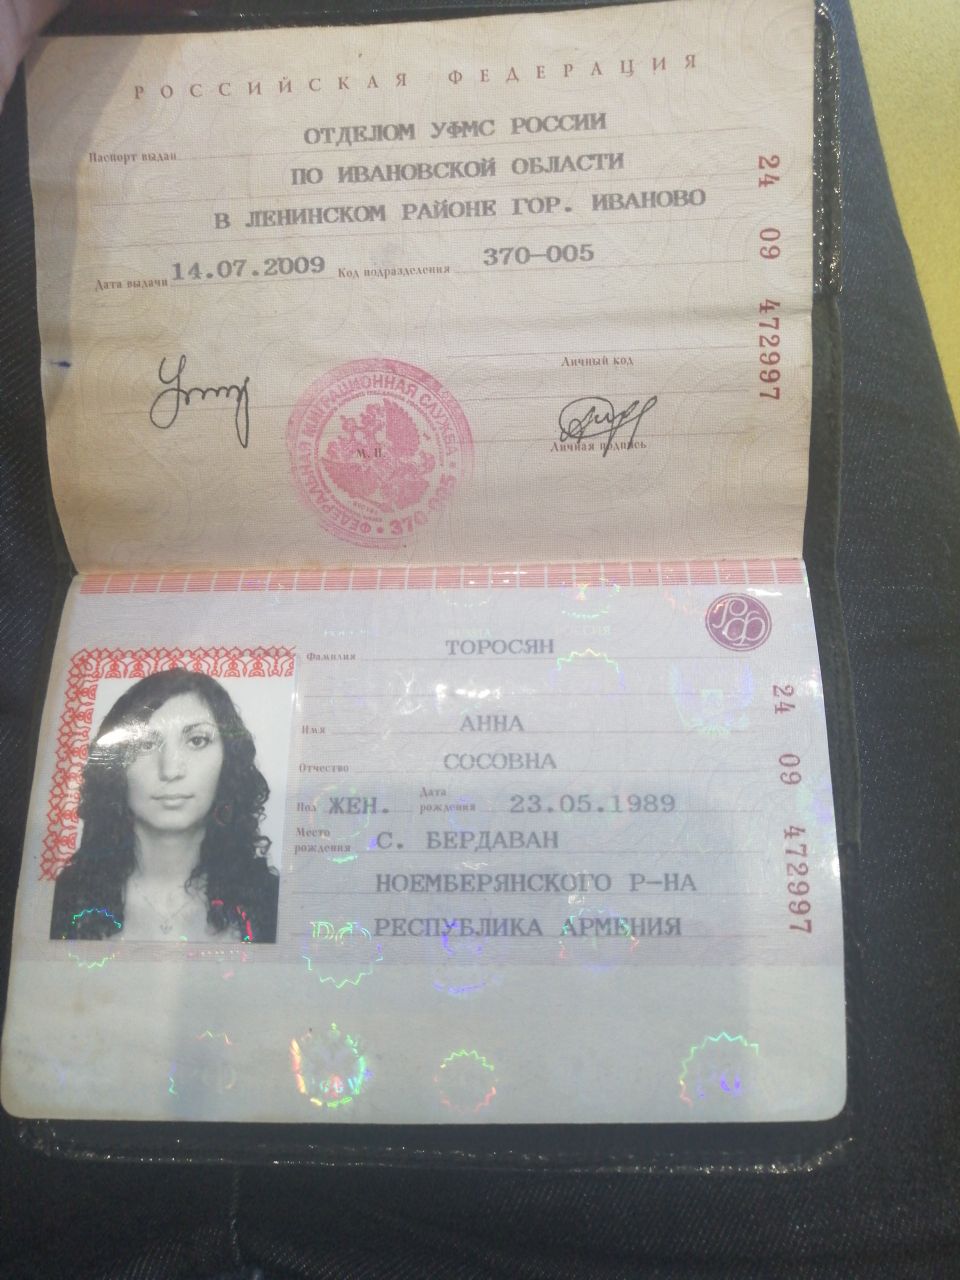 РОССИЙСКАЯ ФЕДЕРАЦИЯ
Паспорт выдан ОТДЕЛОМ УФМС РОССИИ
ПО ИВАНОВСКОЙ ОБЛАСТИ
В ЛЕНИНСКОМ РАЙОНЕ ГОР. ИВАНОВО
Дата выдачи 14.07.2009 Код подразделения 370-005
24 09 472997
Личный код
Личная подпись
М.П.
ФЕДЕРАЛЬНАЯ МИГРАЦИОННАЯ СЛУЖБА • 370-005 •
РФ
Фамилия ТОРОСЯН
Имя АННА
Отчество СОСОВНА
Пол ЖЕН. Дата рождения 23.05.1989
Место рождения С. БЕРДАВАН
НОЕМБЕРЯНСКОГО Р-НА
РЕСПУБЛИКА АРМЕНИЯ
24 09 472997